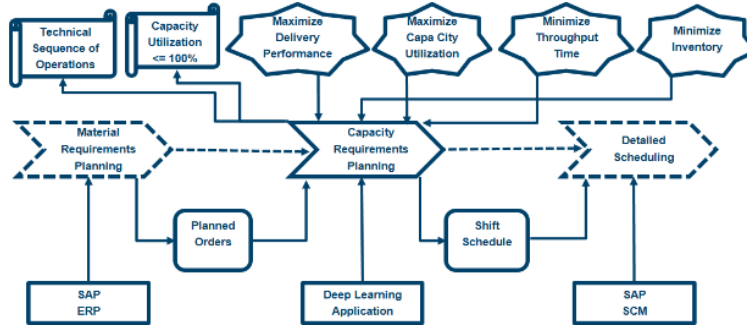 Technical
Sequence of
Operations
Capacity
Utilization
<= 100%
Maximize
Delivery
Performance
Maximize
Capa City
Utilization
Minimize
Throughput
Time
Minimize
Inventory
Material
Requirements
Planning
Capacity
Requirements
Planning
Detailed
Scheduling
Planned
Orders
Shift
Schedule
SAP
ERP
Deep Learning
Application
SAP
SCM